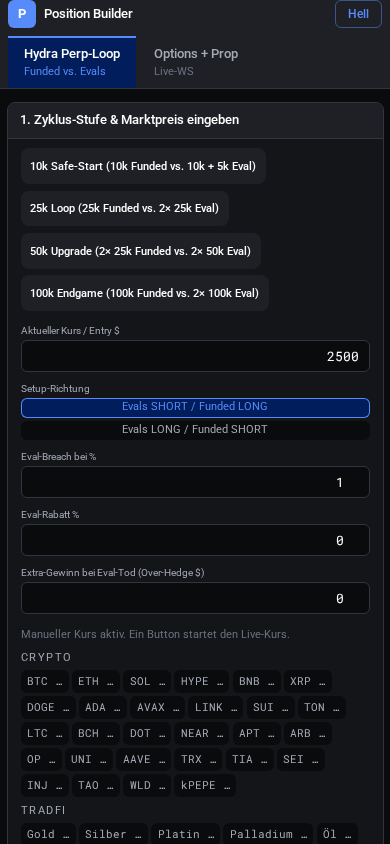 P Position Builder Hell
Hydra Perp-Loop Options + Prop
Funded vs. Evals Live-WS
1. Zyklus-Stufe & Marktpreis eingeben
10k Safe-Start (10k Funded vs. 10k + 5k Eval)
25k Loop (25k Funded vs. 2× 25k Eval)
50k Upgrade (2× 25k Funded vs. 2× 50k Eval)
100k Endgame (100k Funded vs. 2× 100k Eval)
Aktueller Kurs / Entry $
2500
Setup-Richtung
Evals SHORT / Funded LONG
Evals LONG / Funded SHORT
Eval-Breach bei %
1
Eval-Rabatt %
0
Extra-Gewinn bei Eval-Tod (Over-Hedge $)
0
Manueller Kurs aktiv. Ein Button startet den Live-Kurs.
CRYPTO
BTC … ETH … SOL … HYPE … BNB … XRP …
DOGE … ADA … AVAX … LINK … SUI … TON …
LTC … BCH … DOT … NEAR … APT … ARB …
OP … UNI … AAVE … TRX … TIA … SEI …
INJ … TAO … WLD … kPEPE …
TRADFI
Gold … Silber … Platin … Palladium … Öl …